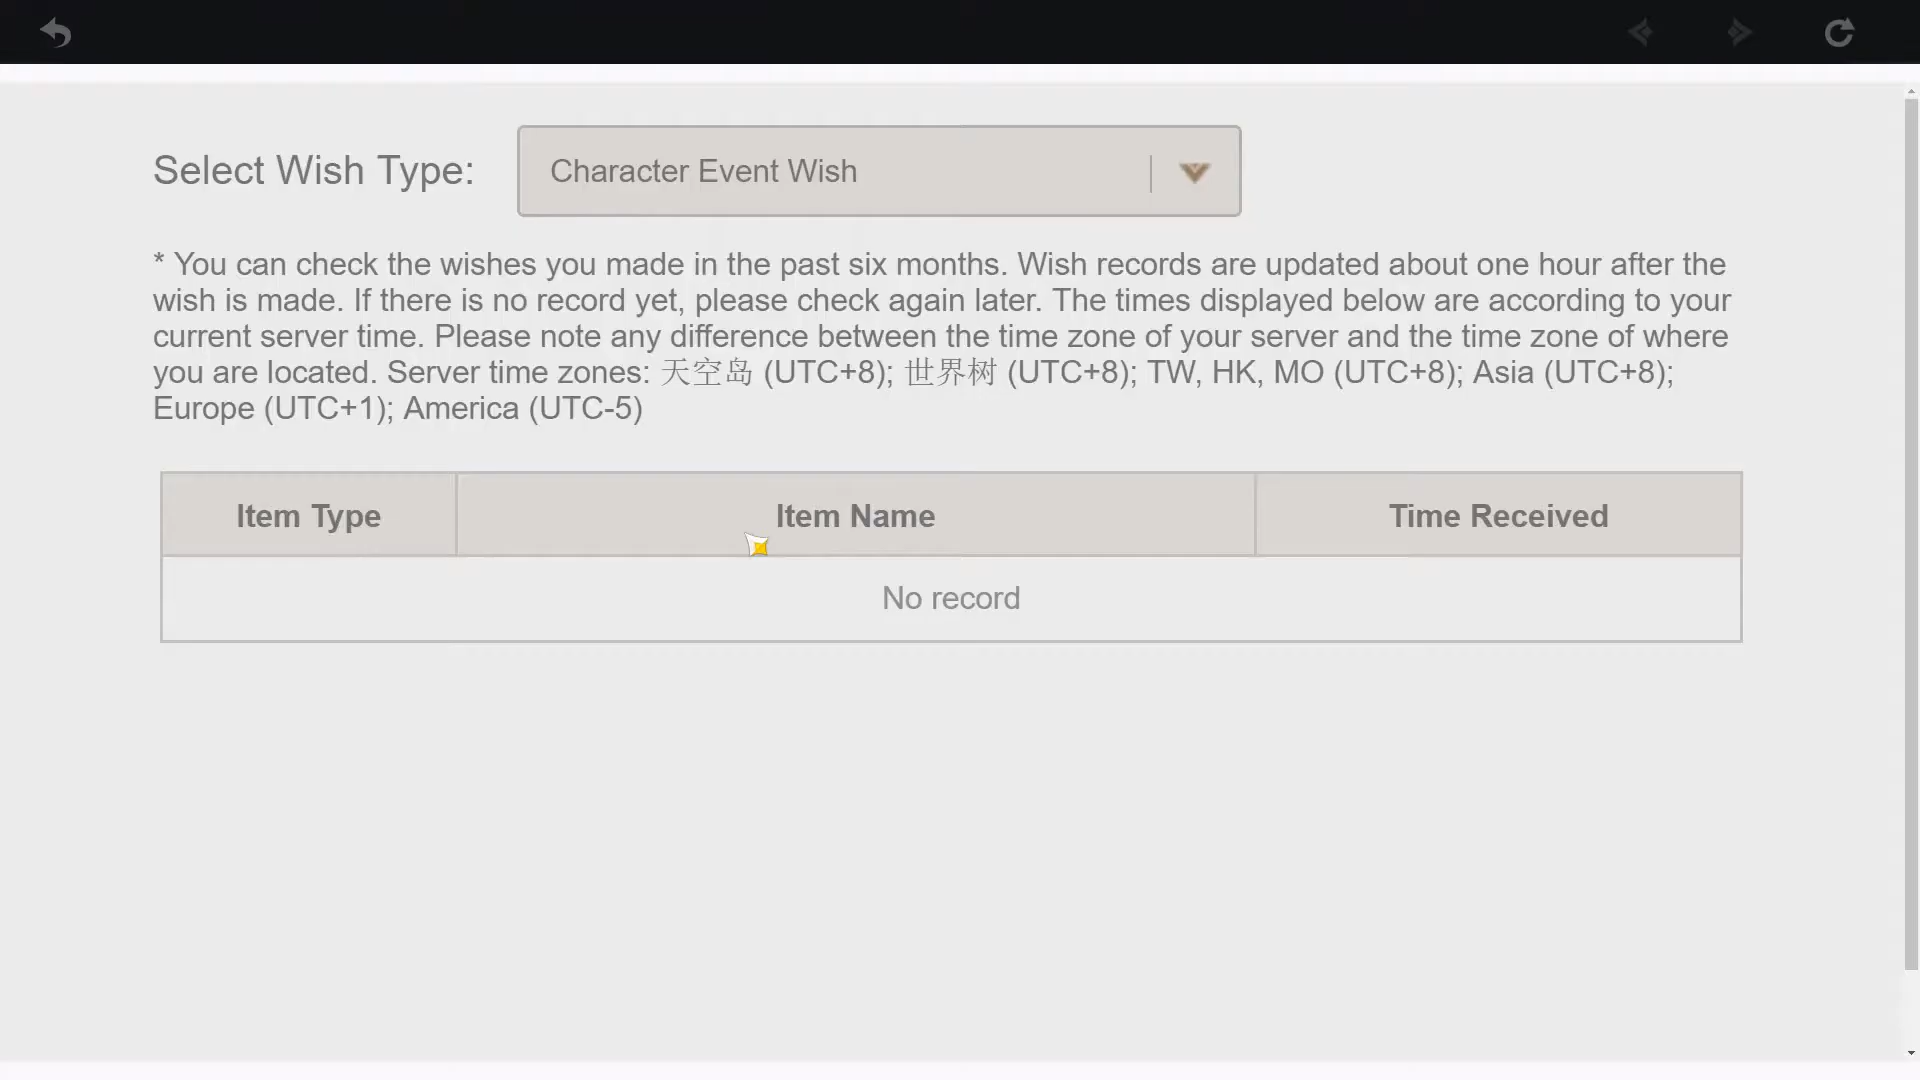 Select Wish Type:
Character Event Wish
* You can check the wishes you made in the past six months. Wish records are updated about one hour after the
wish is made. If there is no record yet, please check again later. The times displayed below are according to your
current server time. Please note any difference between the time zone of your server and the time zone of where
you are located. Server time zones: 天空岛 (UTC+8); 世界树 (UTC+8); TW, HK, MO (UTC+8); Asia (UTC+8);
Europe (UTC+1); America (UTC-5)
Item Type
Item Name
Time Received
No record